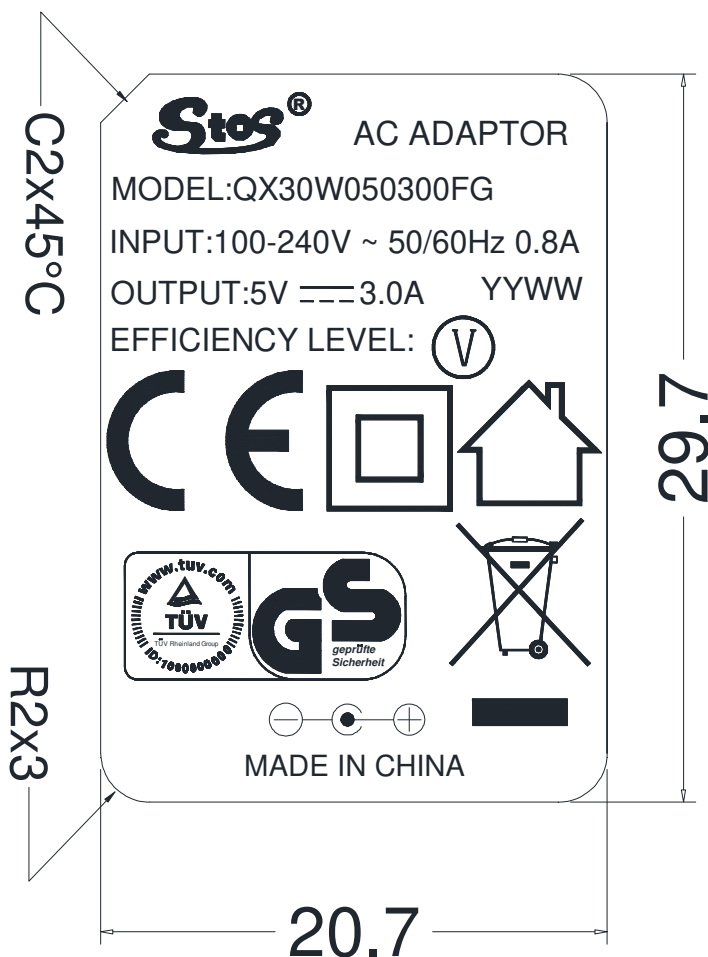 Stos®
AC ADAPTOR
MODEL:QX30W050300FG
INPUT:100-240V ~ 50/60Hz 0.8A
OUTPUT:5V ⎓ 3.0A YYWW
EFFICIENCY LEVEL: V
CE
www.tuv.com
TÜV
TÜV Rheinland Group
GS
geprüfte
Sicherheit
MADE IN CHINA
C2x45°C
R2x3
29.7
20.7